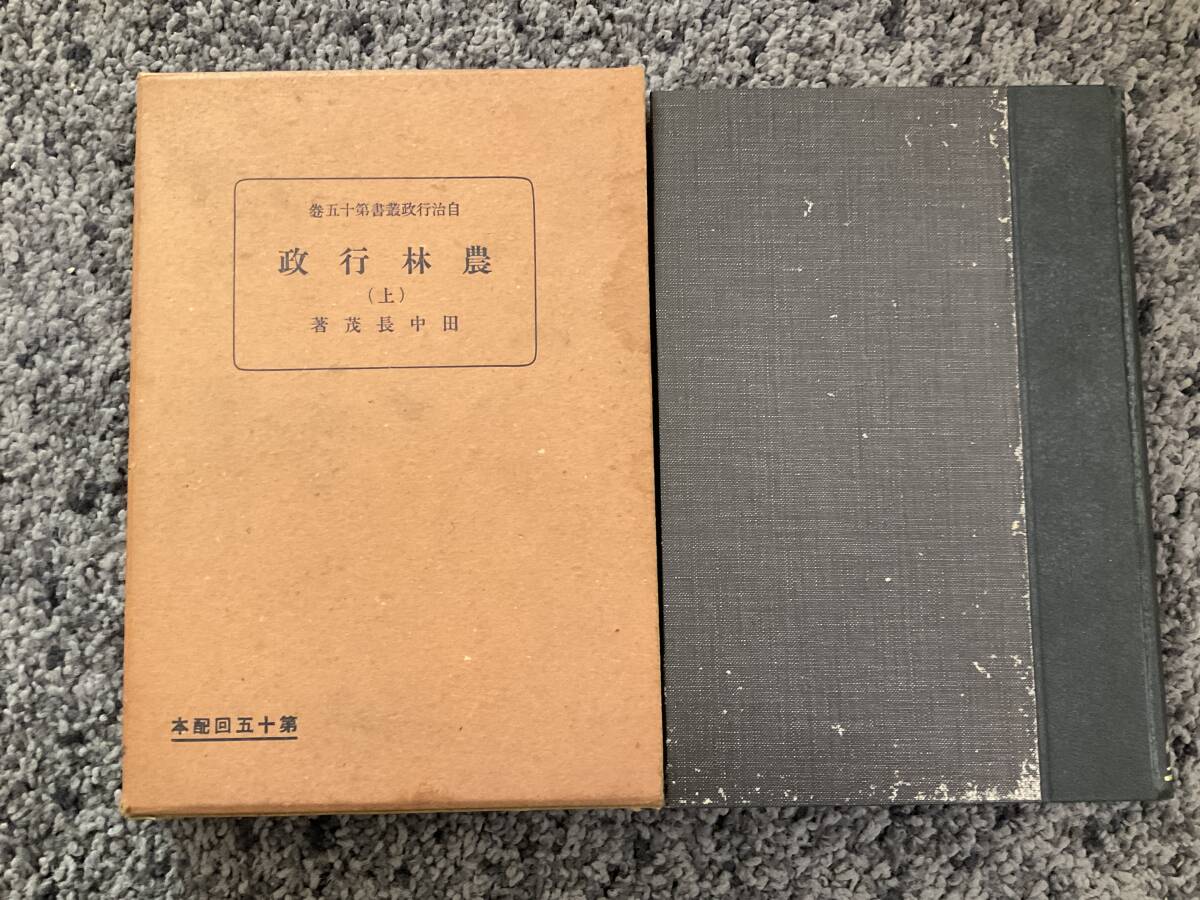 自治行政叢書第十五卷
農林行政
(上)
田中長茂著
第十五回配本